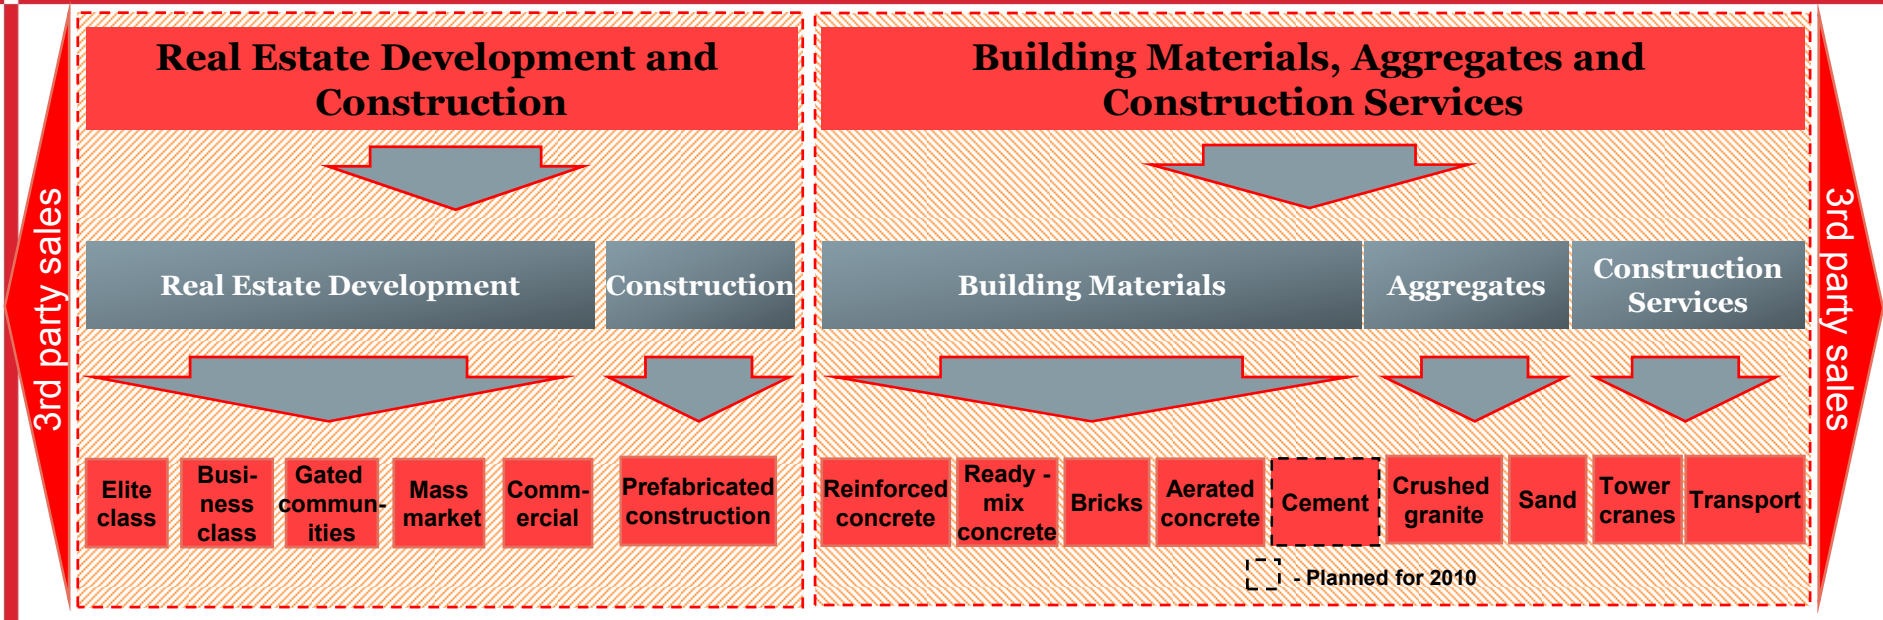 3rd party sales
Real Estate Development and
Construction
Real Estate Development
Construction
Elite
class
Busi-
ness
class
Gated
commun-
ities
Mass
market
Comm-
ercial
Prefabricated
construction
Building Materials, Aggregates and
Construction Services
Building Materials
Aggregates
Construction
Services
Reinforced
concrete
Ready -
mix
concrete
Bricks
Aerated
concrete
Cement
Crushed
granite
Sand
Tower
cranes
Transport
- Planned for 2010
3rd party sales